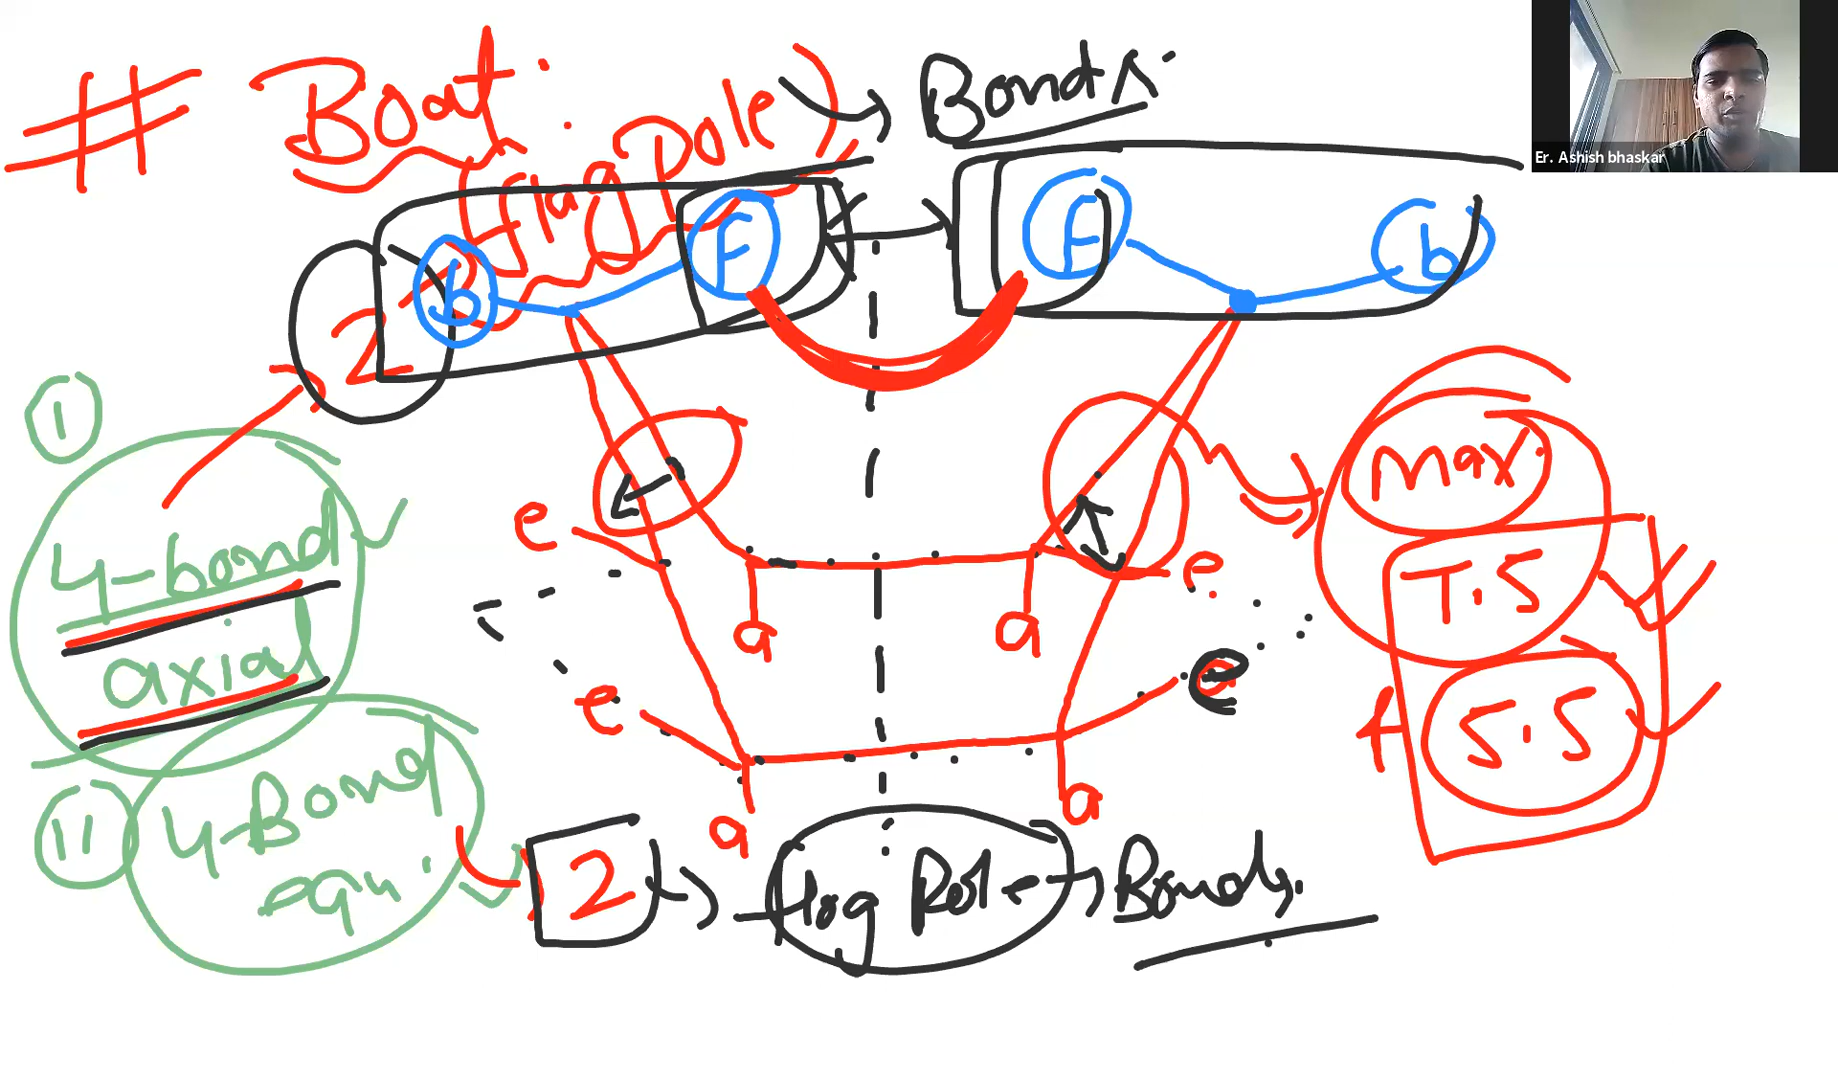 # Boat.
(flag Pole) → Bonds.
Er. Ashish bhaskar
b F F b
2
①
4-bond
axial
e e
a a
e e
a a
Max.
T.S
f
S.S
11
4-Bond
equ.
2 → flag Pole → Bonds.